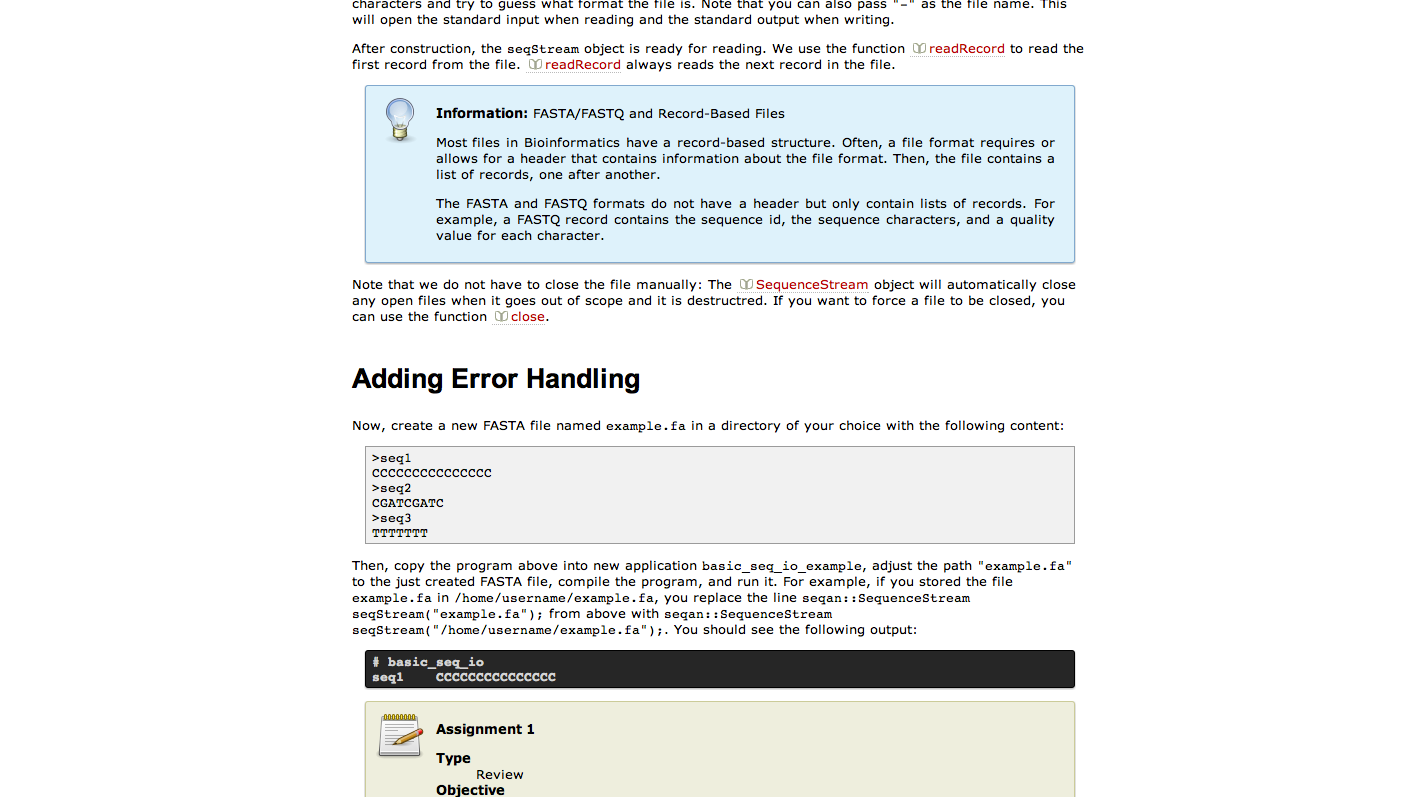 characters and try to guess what format the file is. Note that you can also pass "-" as the file name. This
will open the standard input when reading and the standard output when writing.
After construction, the seqStream object is ready for reading. We use the function readRecord to read the
first record from the file. readRecord always reads the next record in the file.
Information: FASTA/FASTQ and Record-Based Files
Most files in Bioinformatics have a record-based structure. Often, a file format requires or
allows for a header that contains information about the file format. Then, the file contains a
list of records, one after another.
The FASTA and FASTQ formats do not have a header but only contain lists of records. For
example, a FASTQ record contains the sequence id, the sequence characters, and a quality
value for each character.
Note that we do not have to close the file manually: The SequenceStream object will automatically close
any open files when it goes out of scope and it is destructred. If you want to force a file to be closed, you
can use the function close.
Adding Error Handling
Now, create a new FASTA file named example.fa in a directory of your choice with the following content:
>seq1
CCCCCCCCCCCCCCC
>seq2
CGATCGATC
>seq3
TTTTTTT
Then, copy the program above into new application basic_seq_io_example, adjust the path "example.fa"
to the just created FASTA file, compile the program, and run it. For example, if you stored the file
example.fa in /home/username/example.fa, you replace the line seqan::SequenceStream
seqStream("example.fa"); from above with seqan::SequenceStream
seqStream("/home/username/example.fa");. You should see the following output:
# basic_seq_io
seq1    CCCCCCCCCCCCCCC
Assignment 1
Type
Review
Objective